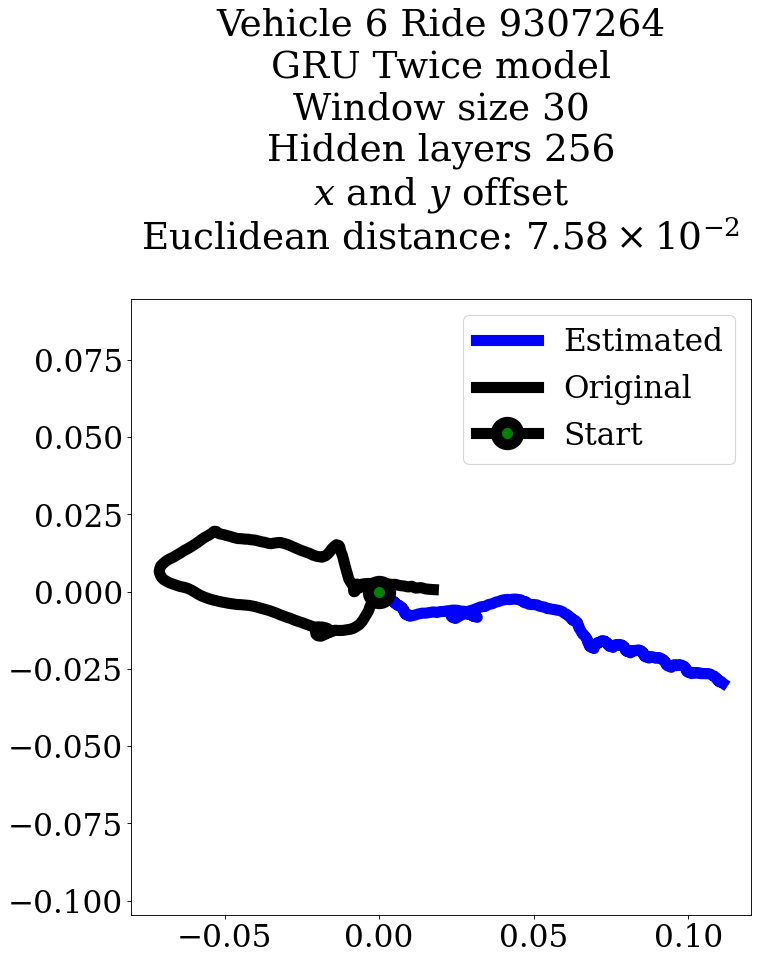 Vehicle 6 Ride 9307264
GRU Twice model
Window size 30
Hidden layers 256
x and y offset
Euclidean distance: 7.58 × 10⁻²
Estimated
Original
Start
0.075
0.050
0.025
0.000
−0.025
−0.050
−0.075
−0.100
−0.05 0.00 0.05 0.10